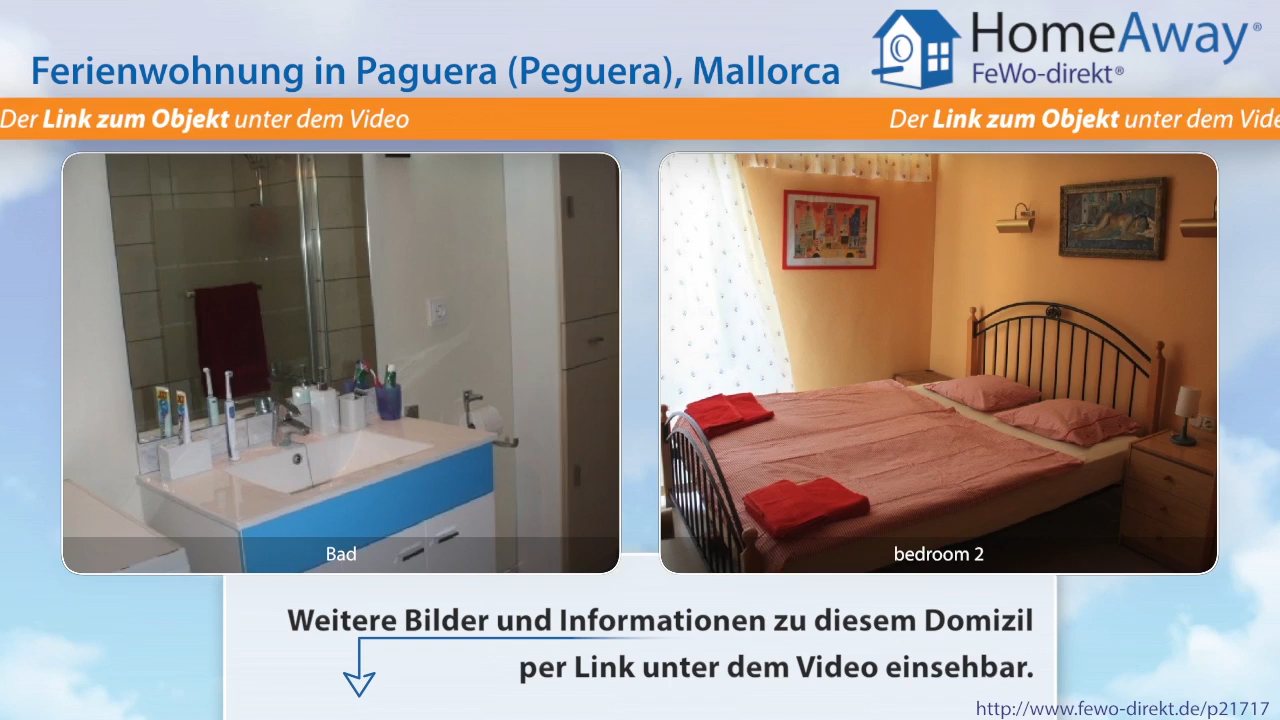 HomeAway®
FeWo-direkt®
Ferienwohnung in Paguera (Peguera), Mallorca
Der Link zum Objekt unter dem Video
Der Link zum Objekt unter dem Vide
Bad
bedroom 2
Weitere Bilder und Informationen zu diesem Domizil
per Link unter dem Video einsehbar.
http://www.fewo-direkt.de/p21717